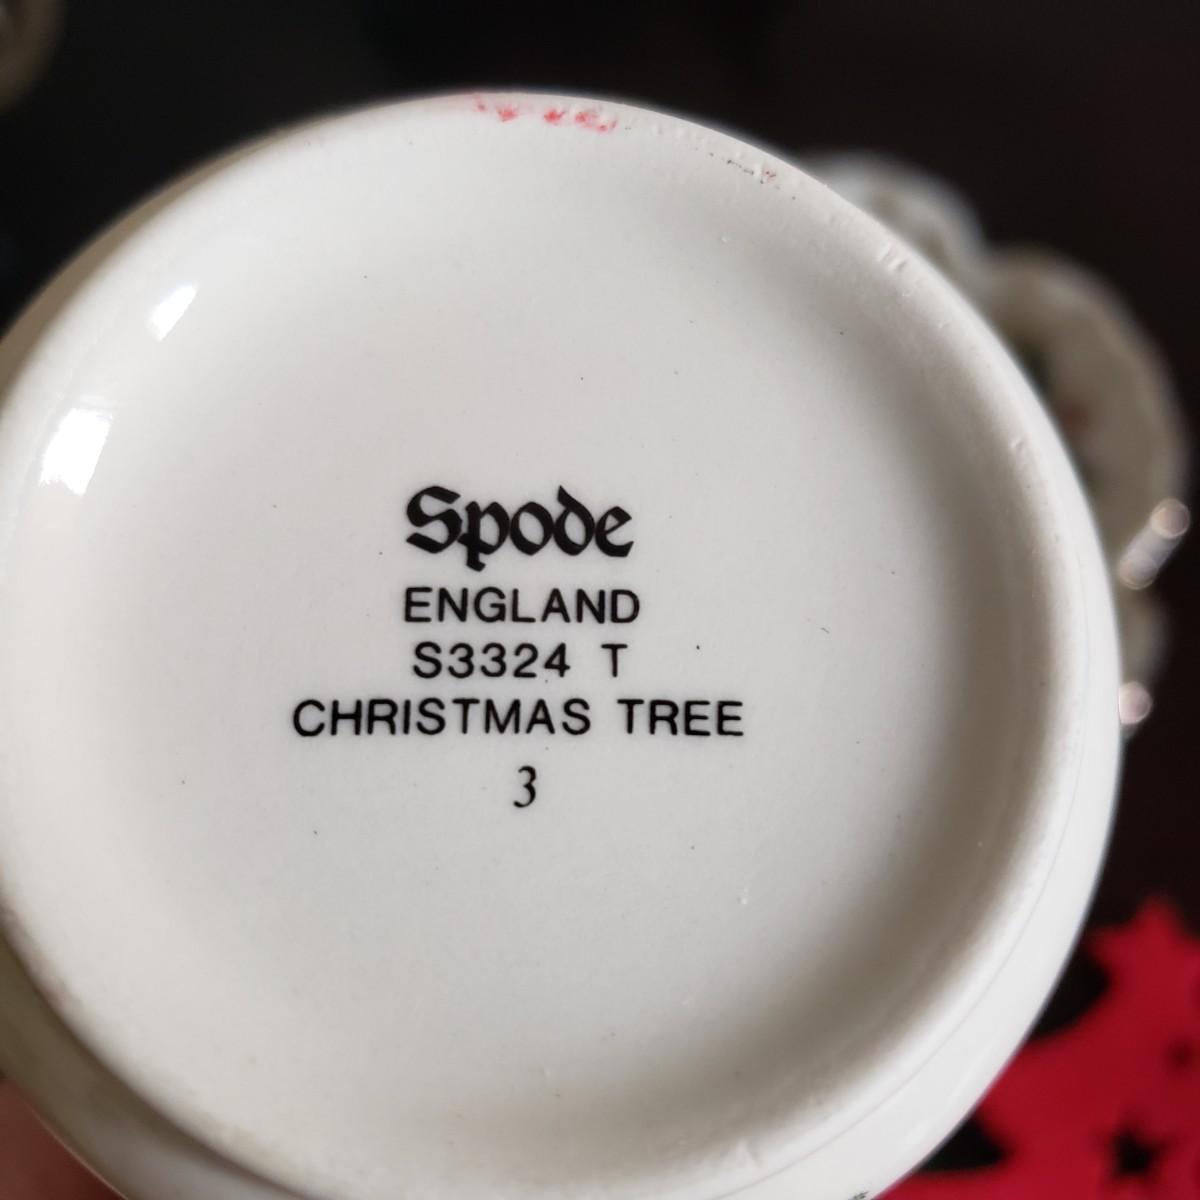 Spode
ENGLAND
S3324 T
CHRISTMAS TREE
3